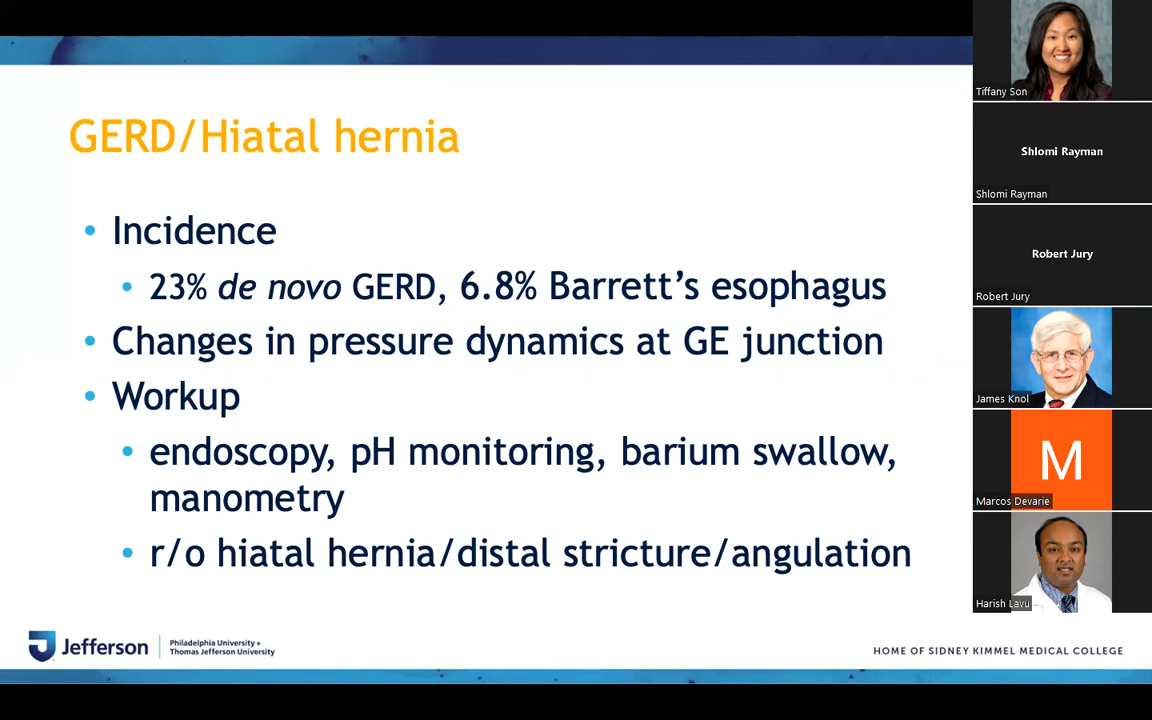 GERD/Hiatal hernia
• Incidence
• 23% de novo GERD, 6.8% Barrett’s esophagus
• Changes in pressure dynamics at GE junction
• Workup
• endoscopy, pH monitoring, barium swallow,
manometry
• r/o hiatal hernia/distal stricture/angulation
Jefferson
Philadelphia University +
Thomas Jefferson University
HOME OF SIDNEY KIMMEL MEDICAL COLLEGE
Tiffany Son
Shlomi Rayman
Shlomi Rayman
Robert Jury
Robert Jury
James Knol
M
Marcos Devarie
Harish Lavu